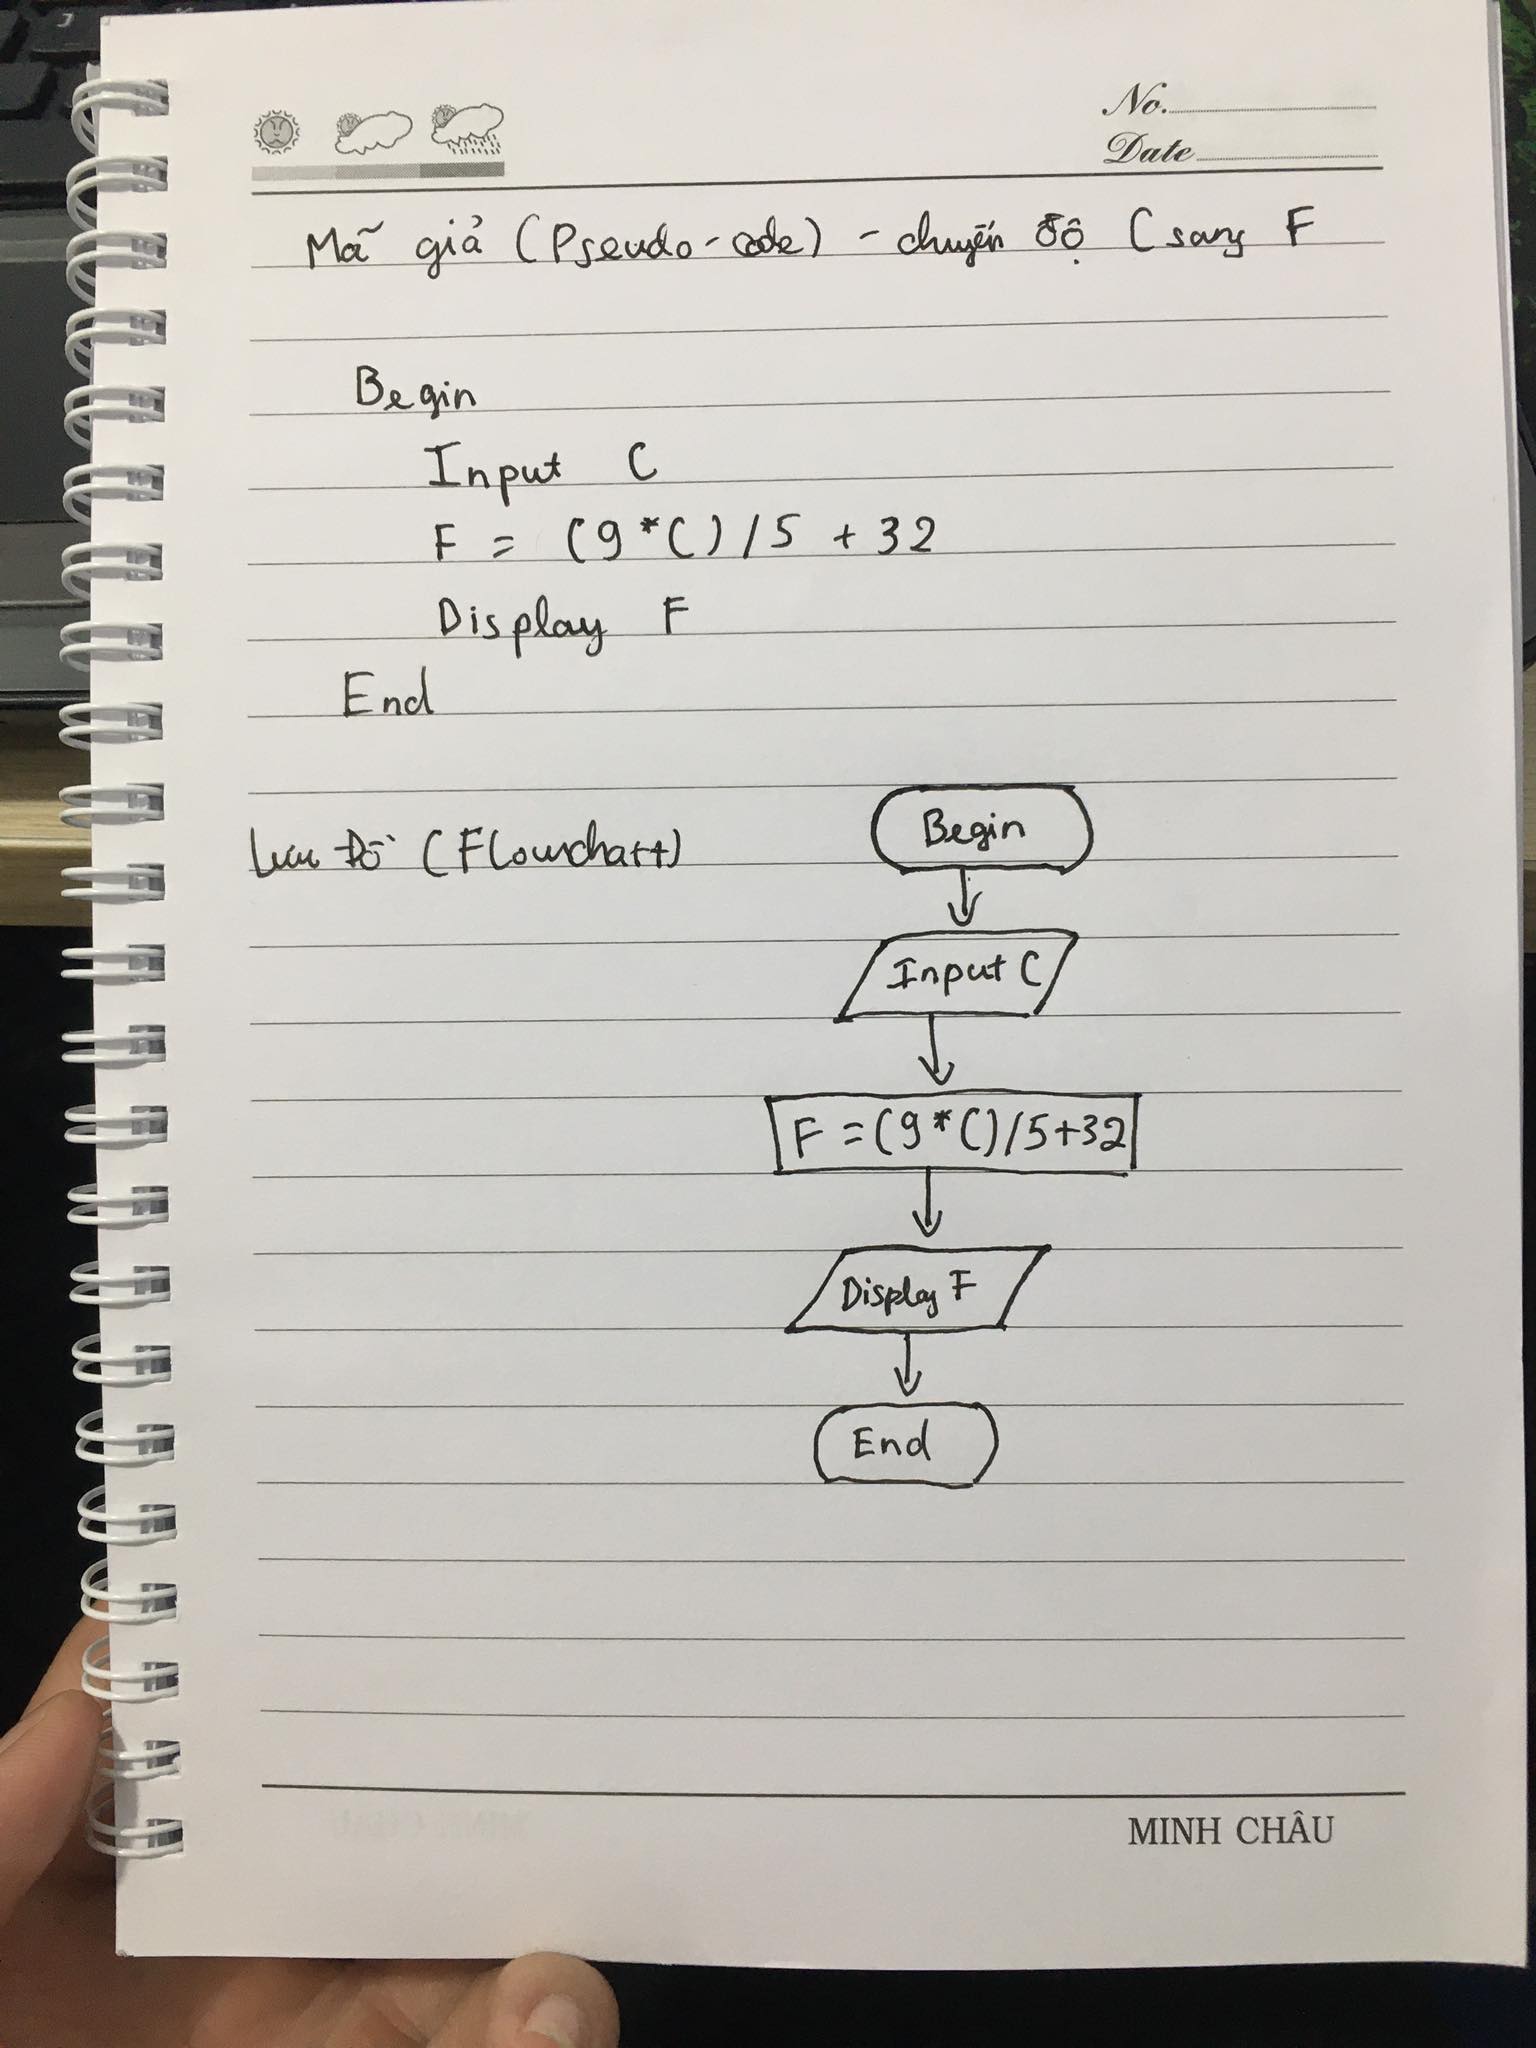 No.
Date
Mã giả (Pseudo-code) - chuyển độ C sang F
Begin
Input C
F = (9*C)/5 + 32
Display F
End
Lưu Đồ (Flowchart)
Begin
Input C
F = (9*C)/5+32
Display F
End
MINH CHÂU